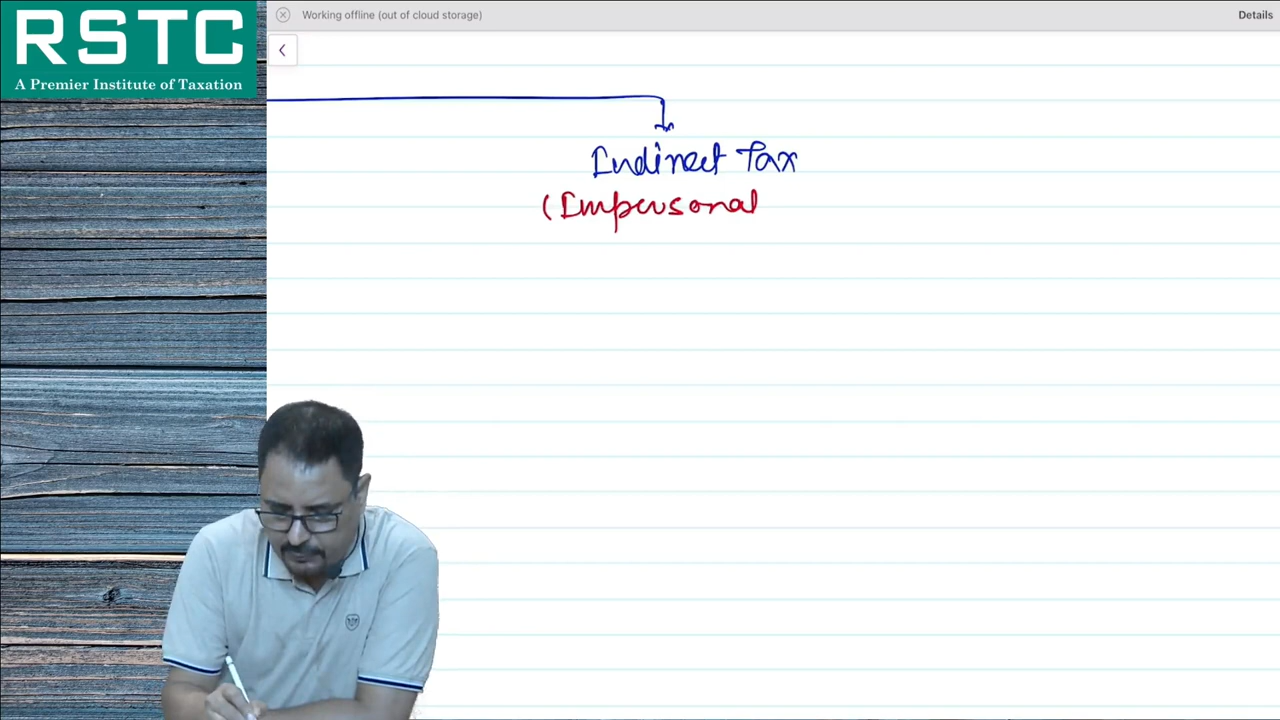 RSTC
A Premier Institute of Taxation
Working offline (out of cloud storage)
Details
Indirect Tax
(Impersonal